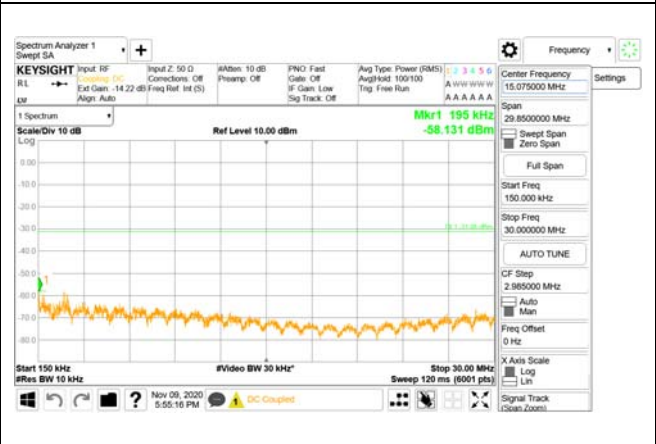 Spectrum Analyzer 1
Swept SA
+
Frequency
KEYSIGHT
Input: RF
Input Z: 50 Ω
#Atten: 10 dB
PNO: Fast
Avg Type: Power (RMS)
1 2 3 4 5 6
RL
Coupling: DC
Corrections: Off
Preamp: Off
Gate: Off
Avg|Hold: 100/100
A W W W W W
Ext Gain: -14.22 dB
Freq Ref: Int (S)
IF Gain: Low
Trig: Free Run
Align: Auto
Sig Track: Off
A A A A A A
1 Spectrum
Mkr1 195 kHz
Scale/Div 10 dB
Ref Level 10.00 dBm
-58.131 dBm
Log
0.00
-10.0
-20.0
-30.0
-40.0
-50.0
1
-60.0
-70.0
-80.0
Start 150 kHz
#Video BW 30 kHz*
Stop 30.00 MHz
#Res BW 10 kHz
Sweep 120 ms (6001 pts)
Nov 09, 2020
5:55:16 PM
?
1
DC Coupled
Center Frequency
15.075000 MHz
Settings
Span
29.8500000 MHz
Swept Span
Zero Span
Full Span
Start Freq
150.000 kHz
Stop Freq
30.000000 MHz
AUTO TUNE
CF Step
2.985000 MHz
Auto
Man
Freq Offset
0 Hz
X Axis Scale
Log
Lin
Signal Track
(Span Zoom)